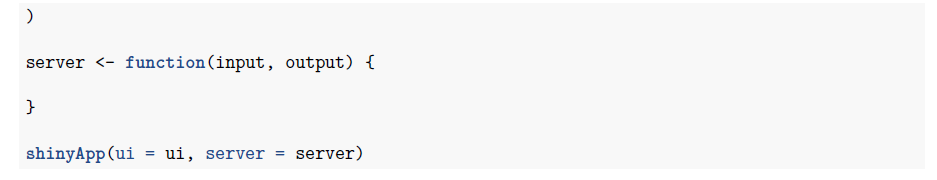 )
server <- function(input, output) {
}
shinyApp(ui = ui, server = server)